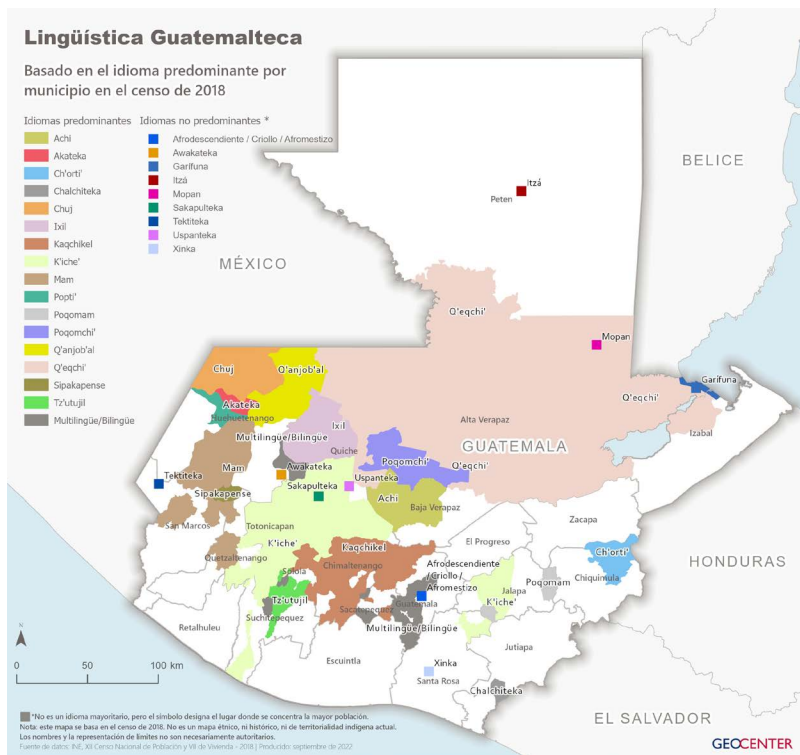 Lingüística Guatemalteca
Basado en el idioma predominante por
municipio en el censo de 2018
Idiomas predominantes
Achi
Akateka
Ch'orti'
Chalchiteka
Chuj
Ixil
Kaqchikel
K'iche'
Mam
Popti'
Poqomam
Poqomchi'
Q'anjob'al
Q'eqchi'
Sipakapense
Tz'utujil
Multilingüe/Bilingüe
Idiomas no predominantes *
Afrodescendiente / Criollo / Afromestizo
Awakateka
Garifuna
Itzá
Mopan
Sakapulteka
Tektiteka
Uspanteka
Xinka
BELICE
Itzá
Peten
MÉXICO
Q'eqchi'
Mopan
Chuj
Q'anjob'al
Garifuna
Q'eqchi'
Akateka
Huehuetenango
Ixil
Alta Verapaz
Izabal
Multilingüe/Bilingüe
GUATEMALA
Quiche
Poqomchi'
Q'eqchi'
Mam
Awakateka
Tektiteka
Uspanteka
Sakapulteka
Sipakapense
Achi
Baja Verapaz
San Marcos
Totonicapan
Zacapa
K'iche'
El Progreso
Kaqchikel
Quetzaltenango
Ch'orti'
HONDURAS
Chimaltenango
Afrodescendiente
/ Criollo /
Afromestizo
Solola
Poqomam
Chiquimula
Jalapa
K'iche'
Tz'utujil
Sacatepequez
Guatemala
Suchitepequez
Multilingüe/Bilingüe
Retalhuleu
Jutiapa
Escuintla
Xinka
Santa Rosa
Chalchiteka
EL SALVADOR
N
0 50 100 km
*No es un idioma mayoritario, pero el símbolo designa el lugar donde se concentra la mayor población.
Nota: este mapa se basa en el censo de 2018. No es un mapa étnico, ni histórico, ni de territorialidad indígena actual.
Los nombres y la representación de límites no son necesariamente autoritarios.
Fuente de datos: INE, XII Censo Nacional de Población y VII de Vivienda - 2018 | Producido: septiembre de 2022
GEOCENTER